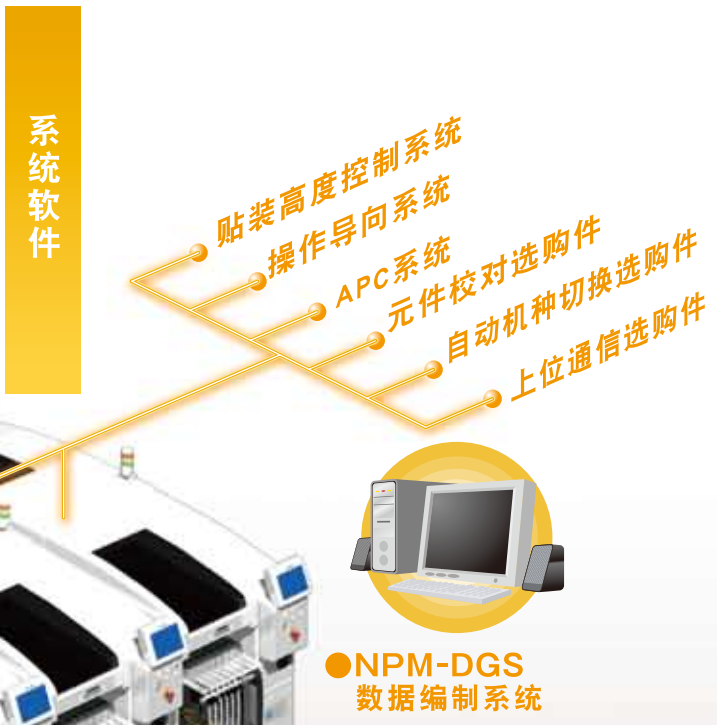 系统软件
贴装高度控制系统
操作导向系统
APC系统
元件校对选购件
自动机种切换选购件
上位通信选购件
●NPM-DGS
数据编制系统